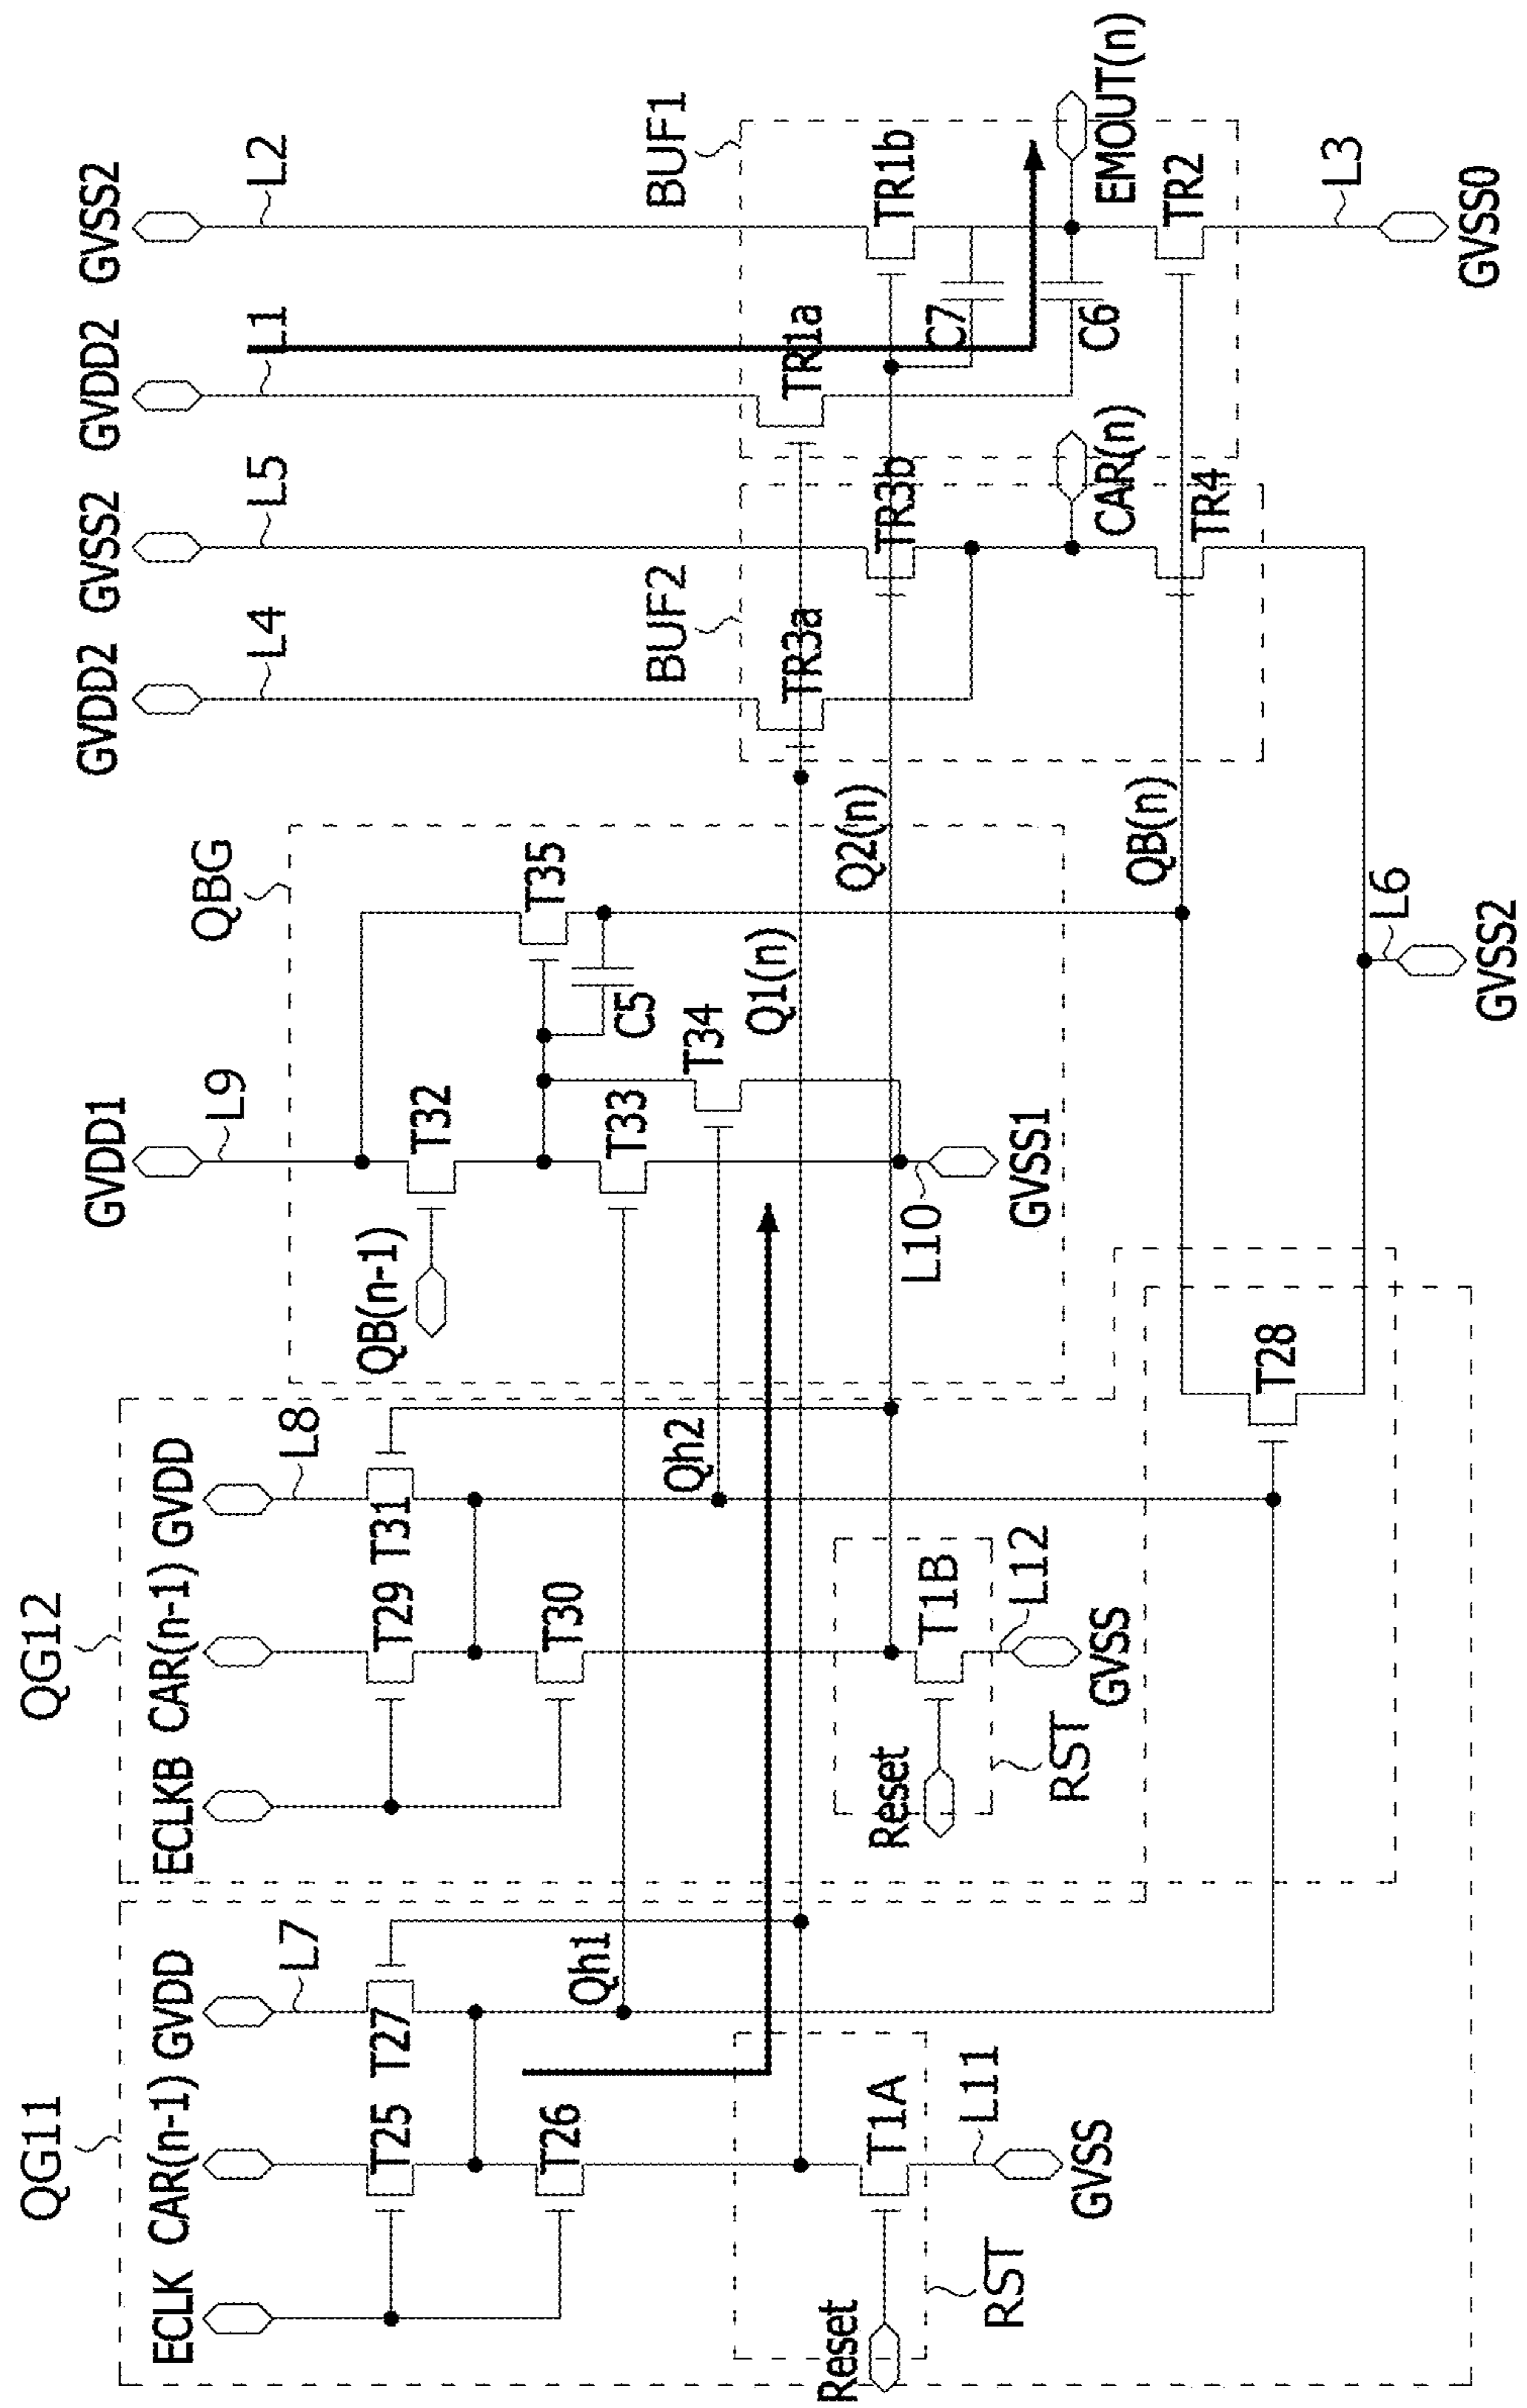 QG11
QG12
ECLK
CAR(n-1)
GVDD
L7
ECLKB
CAR(n-1)
GVDD
L8
GVDD1
L9
QBG
GVDD2
L4
GVSS2
L5
GVDD2
L1
GVSS2
L2
T25
T27
T29
T31
QB(n-1)
T32
T35
T26
Qh1
T30
Qh2
T33
C5
T34
BUF2
BUF1
Q1(n)
TR3a
TR1a
Reset
T1A
Reset
T1B
Q2(n)
TR3b
TR1b
C7
L11
RST
GVSS
L12
RST
GVSS
L10
GVSS1
C6
CAR(n)
EMOUT(n)
QB(n)
TR4
TR2
T28
L6
GVSS2
L3
GVSS0